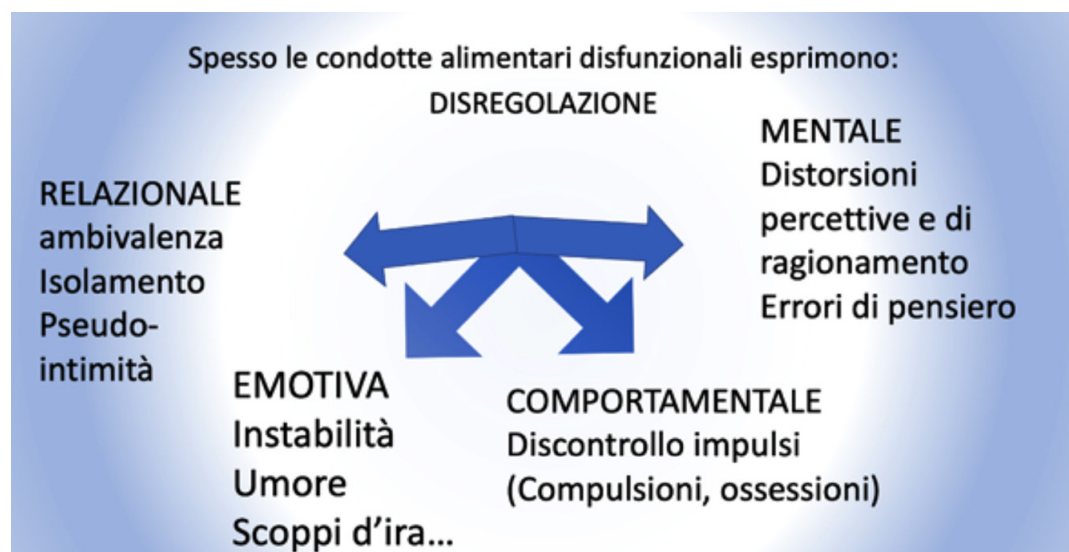 Spesso le condotte alimentari disfunzionali esprimono:
DISREGOLAZIONE
RELAZIONALE
ambivalenza
Isolamento
Pseudo-
intimità
EMOTIVA
Instabilità
Umore
Scoppi d'ira...
COMPORTAMENTALE
Discontrollo impulsi
(Compulsioni, ossessioni)
MENTALE
Distorsioni
percettive e di
ragionamento
Errori di pensiero